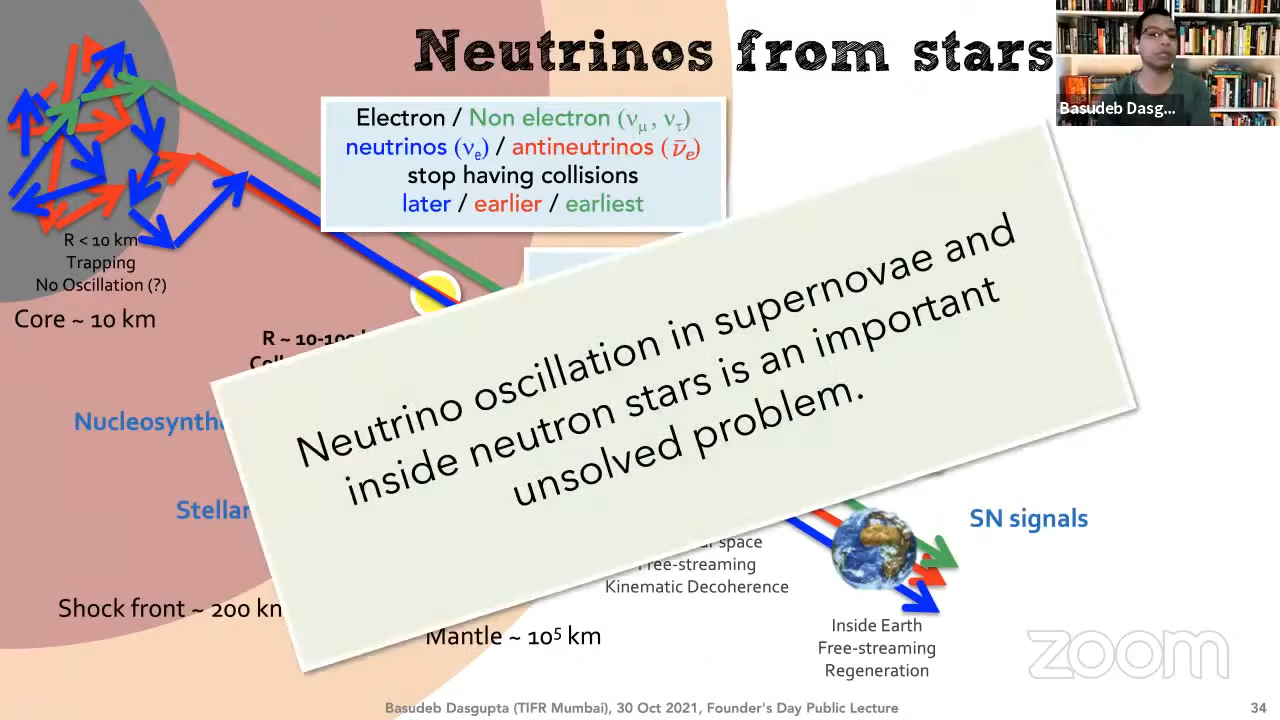 Neutrinos from stars
Basudeb Dasg...
Electron / Non electron (νμ, ντ)
neutrinos (νe) / antineutrinos (ν̄e)
stop having collisions
later / earlier / earliest
R < 10 km
Trapping
No Oscillation (?)
Core ~ 10 km
R ~ 10-100
Neutrino oscillation in supernovae and
inside neutron stars is an important
unsolved problem.
Stellar
SN signals
space
Free-streaming
Kinematic Decoherence
Shock front ~ 200
Mantle ~ 10⁵ km
Inside Earth
Free-streaming
Regeneration
zoom
Basudeb Dasgupta (TIFR Mumbai), 30 Oct 2021, Founder's Day Public Lecture
34